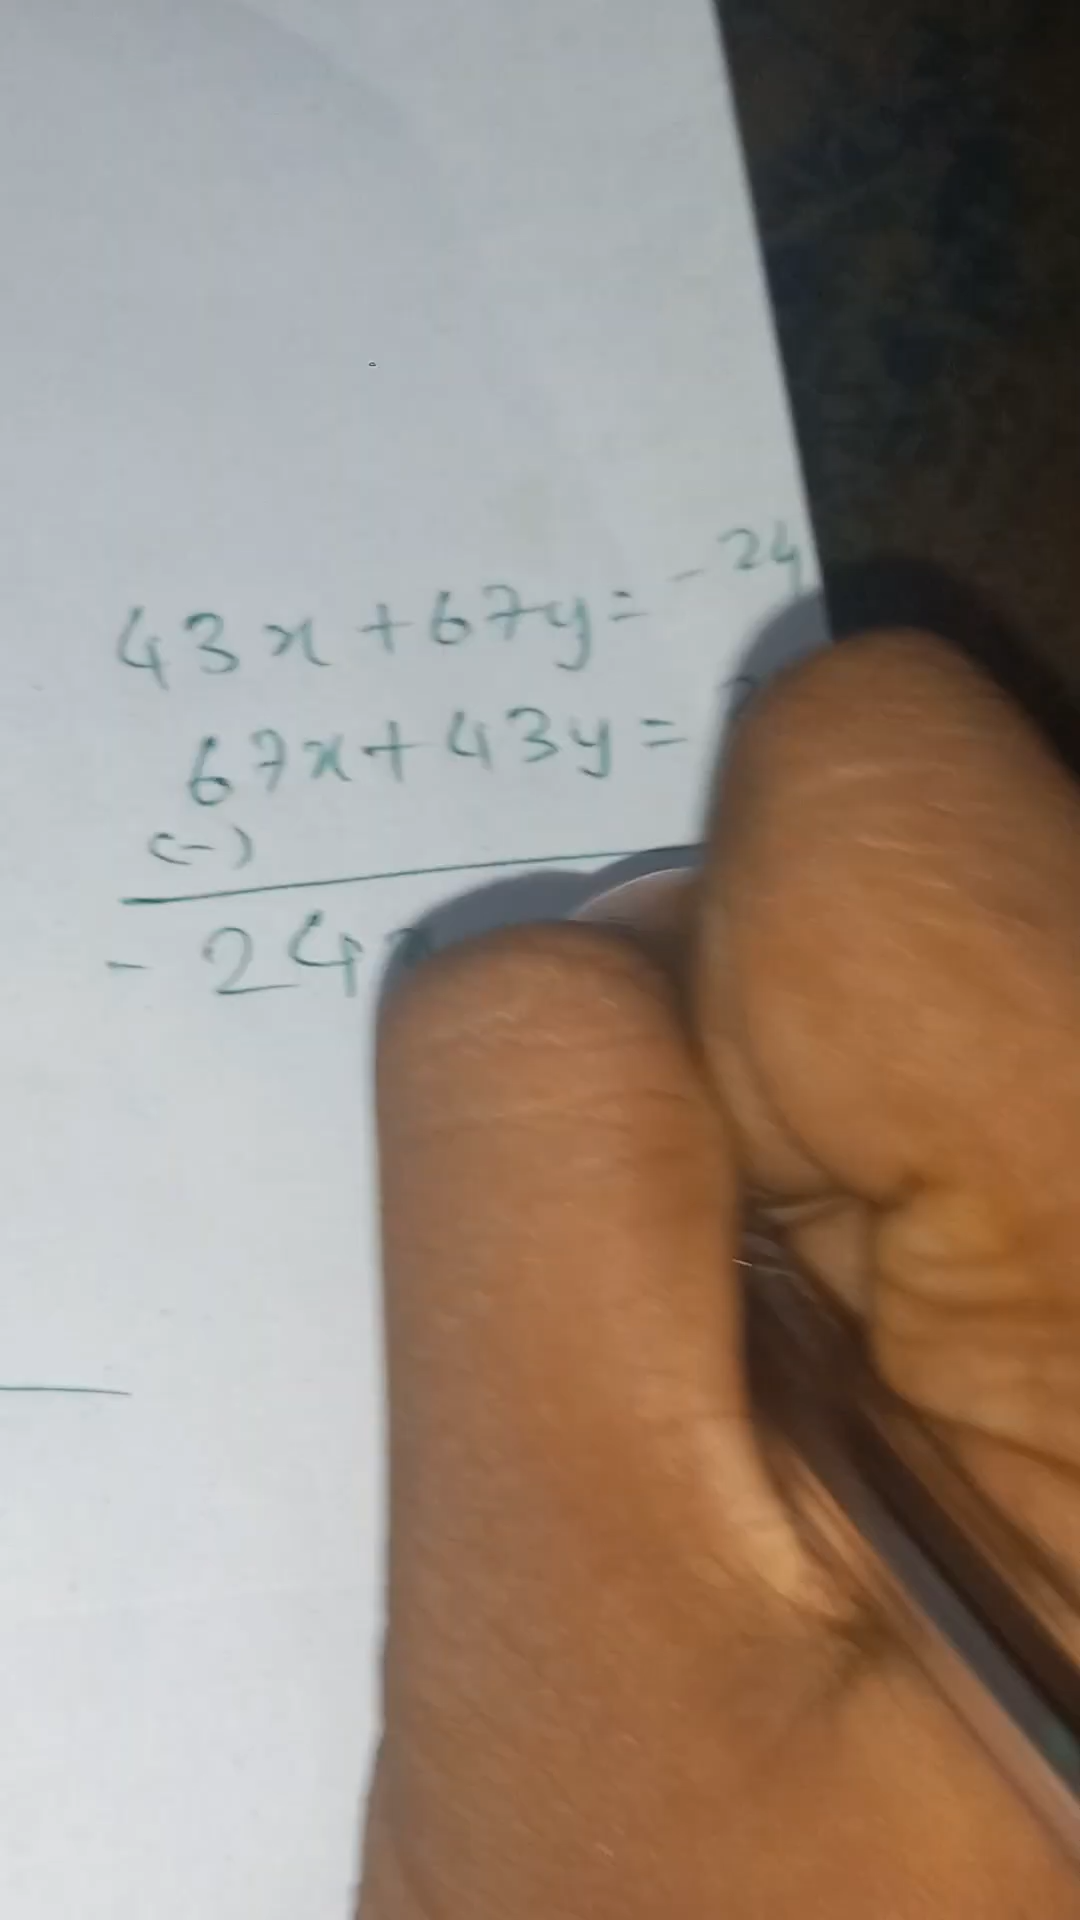 43x + 67y = - 24
67x + 43y =
(-)
- 24